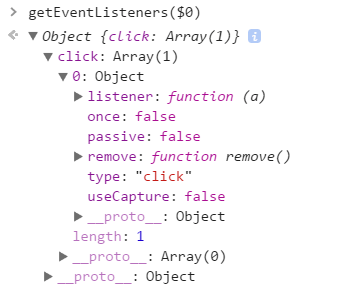 > getEventListeners($0)
Object {click: Array(1)} i
click: Array(1)
0: Object
listener: function (a)
once: false
passive: false
remove: function remove()
type: "click"
useCapture: false
__proto__: Object
length: 1
__proto__: Array(0)
__proto__: Object